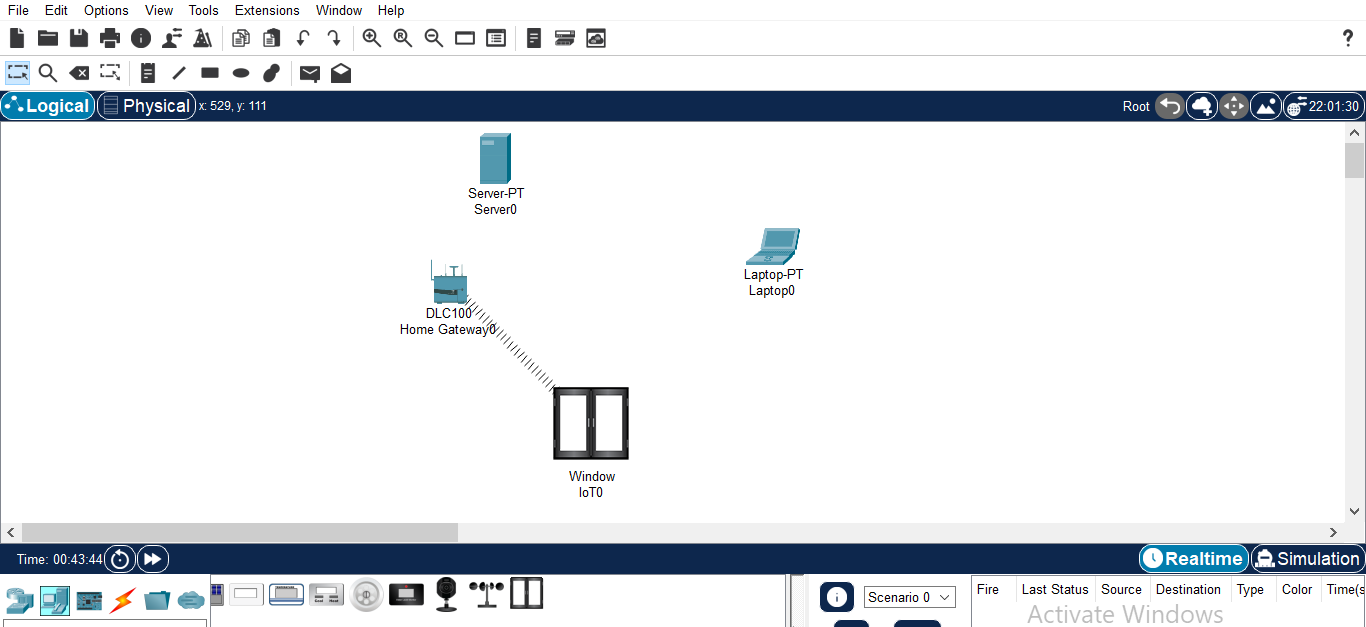 File Edit Options View Tools Extensions Window Help
?
Logical Physical x: 529, y: 111 Root 22:01:30
Server-PT
Server0
Laptop-PT
Laptop0
DLC100
Home Gateway0
Window
IoT0
Time: 00:43:44 Realtime Simulation
Scenario 0 Fire Last Status Source Destination Type Color Time(s
Activate Windows